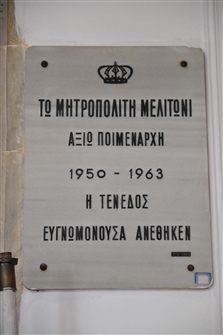 ΤΩ ΜΗΤΡΟΠΟΛΙΤΗ ΜΕΛΙΤΩΝΙ
ΑΞΙΩ ΠΟΙΜΕΝΑΡΧΗ
1950 - 1963
Η ΤΕΝΕΔΟΣ
ΕΥΓΝΩΜΟΝΟΥΣΑ ΑΝΕΘΗΚΕΝ